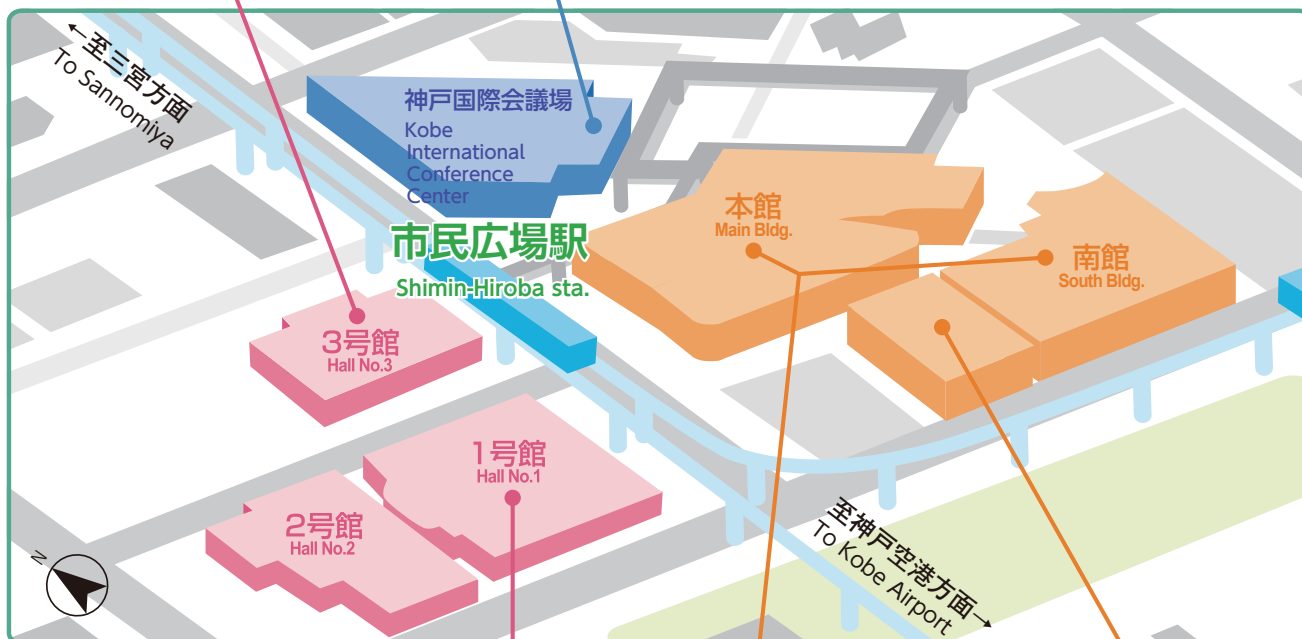 ←至三宮方面
To Sannomiya
神戸国際会議場
Kobe
International
Conference
Center
市民広場駅
Shimin-Hiroba sta.
本館
Main Bldg.
南館
South Bldg.
3号館
Hall No.3
1号館
Hall No.1
2号館
Hall No.2
至神戸空港方面→
To Kobe Airport
N